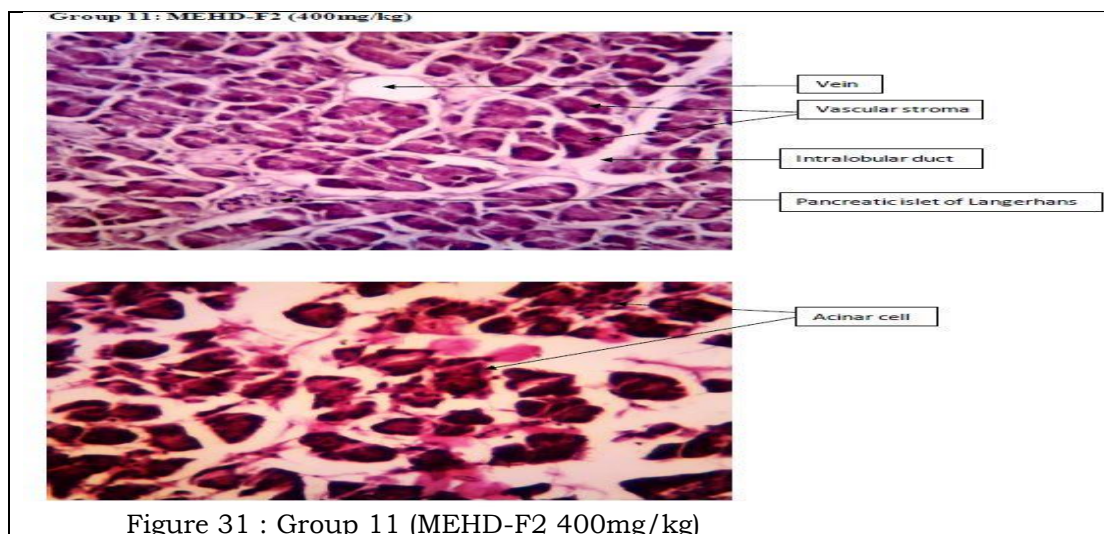 Group 11: MEHD-F2 (400mg/kg)
Vein
Vascular stroma
Intralobular duct
Pancreatic islet of Langerhans
Acinar cell
Figure 31 : Group 11 (MEHD-F2 400mg/kg)